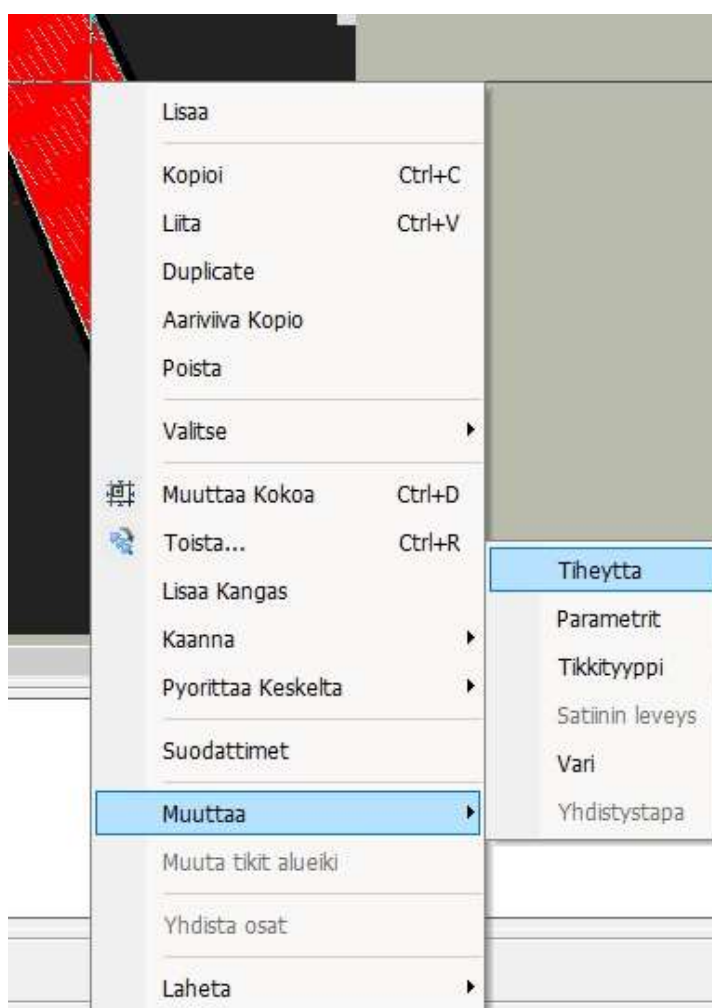 Lisaa
Kopioi Ctrl+C
Liita Ctrl+V
Duplicate
Aariviiva Kopio
Poista
Valitse
Muuttaa Kokoa Ctrl+D
Toista... Ctrl+R
Lisaa Kangas
Kaanna
Pyorittaa Keskelta
Suodattimet
Muuttaa
Muuta tikit alueiki
Yhdista osat
Laheta
Tiheytta
Parametrit
Tikkityyppi
Satiinin leveys
Vari
Yhdistystapa